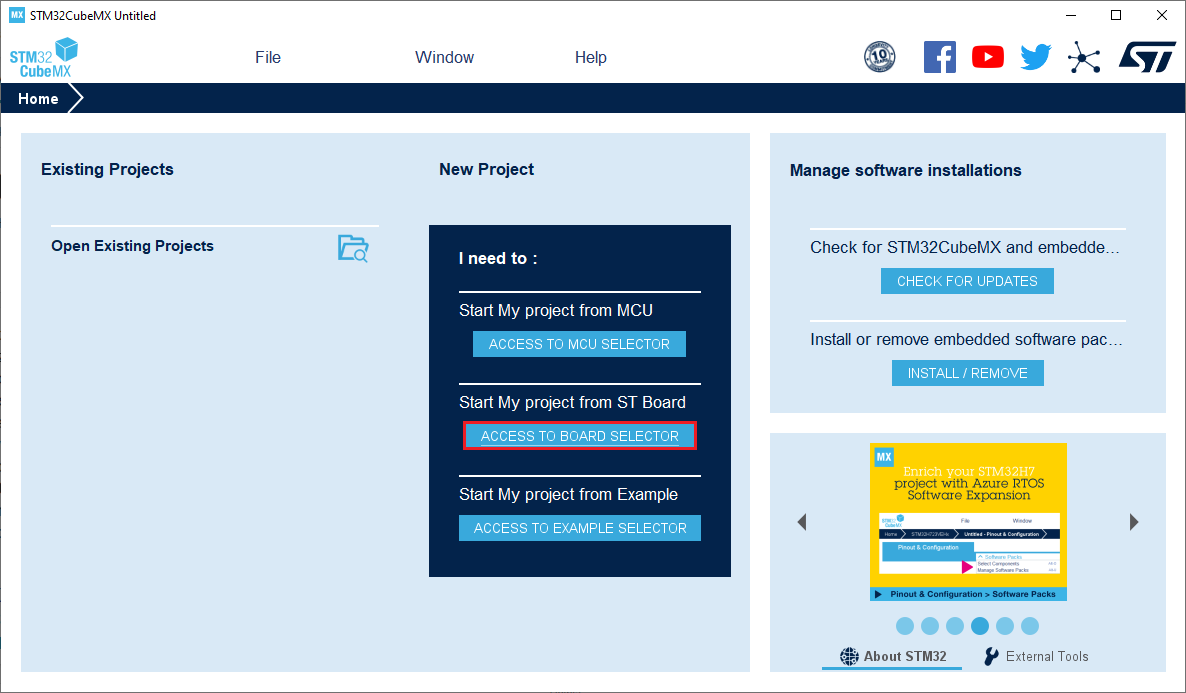 MX STM32CubeMX Untitled
STM32
CubeMX
File Window Help
10
Home
Existing Projects
Open Existing Projects
New Project
I need to :
Start My project from MCU
ACCESS TO MCU SELECTOR
Start My project from ST Board
ACCESS TO BOARD SELECTOR
Start My project from Example
ACCESS TO EXAMPLE SELECTOR
Manage software installations
Check for STM32CubeMX and embedde...
CHECK FOR UPDATES
Install or remove embedded software pac...
INSTALL / REMOVE
MX
Enrich your STM32H7
project with Azure RTOS
Software Expansion
STM32
CubeMX
File Window
Home STM32H723VEHx Untitled - Pinout & Configuration
Pinout & Configuration
Software Packs
Select Components
Manage Software Packs
Pinout & Configuration > Software Packs
About STM32 External Tools